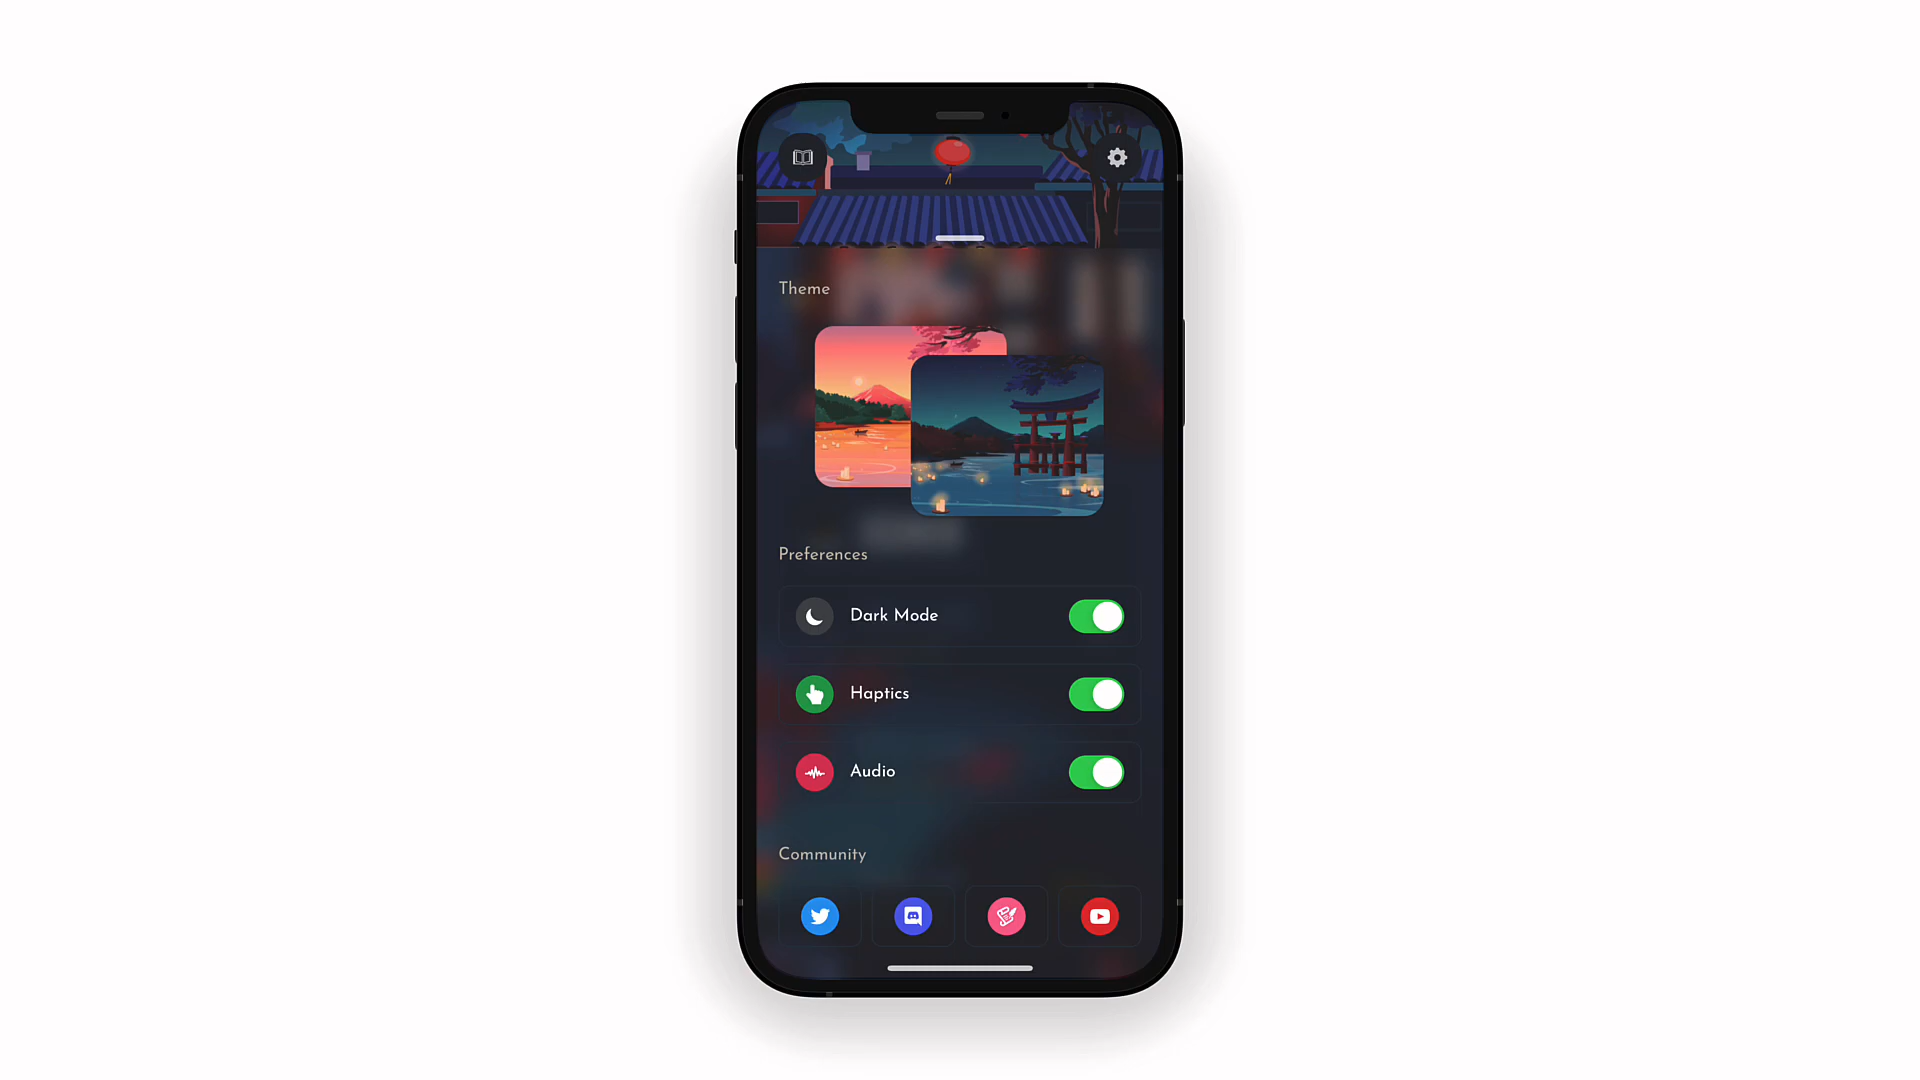 Theme
Preferences
Dark Mode
Haptics
Audio
Community